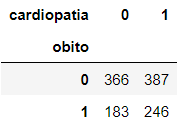 cardiopatia 0 1
obito
0 366 387
1 183 246